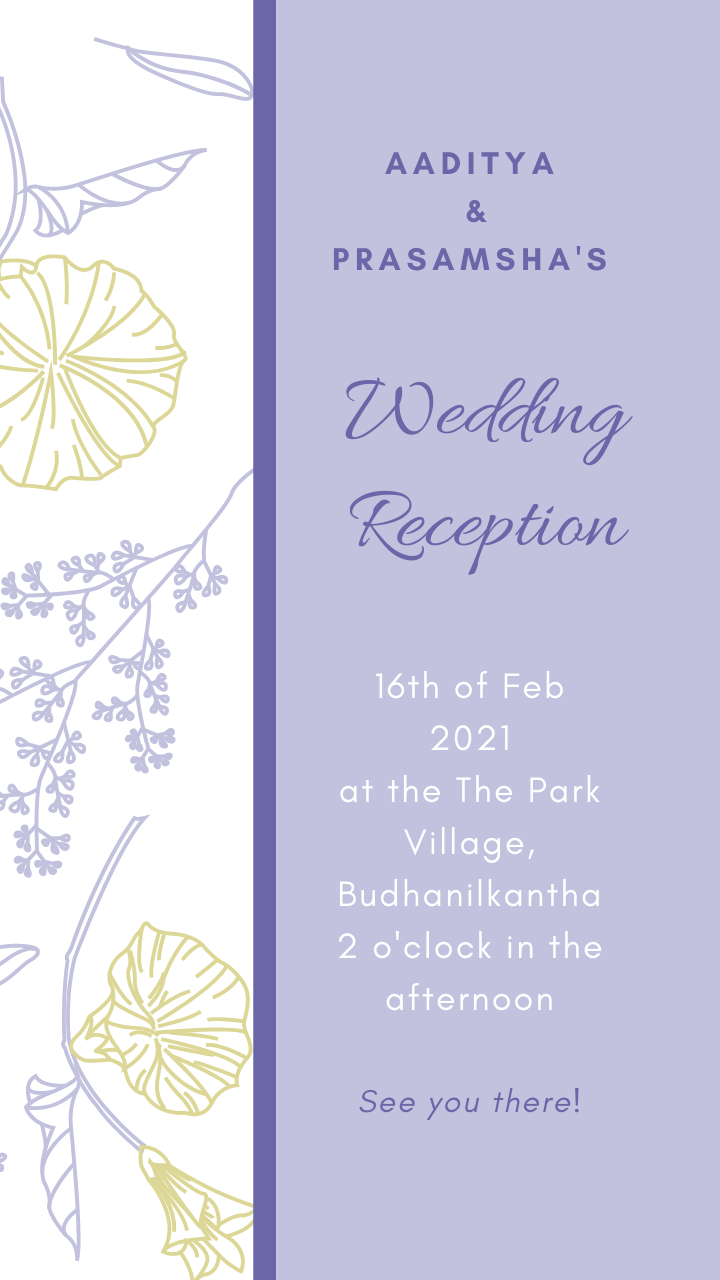 AADITYA
&
PRASAMSHA'S
Wedding
Reception
16th of Feb
2021
at the The Park
Village,
Budhanilkantha
2 o'clock in the
afternoon
See you there!